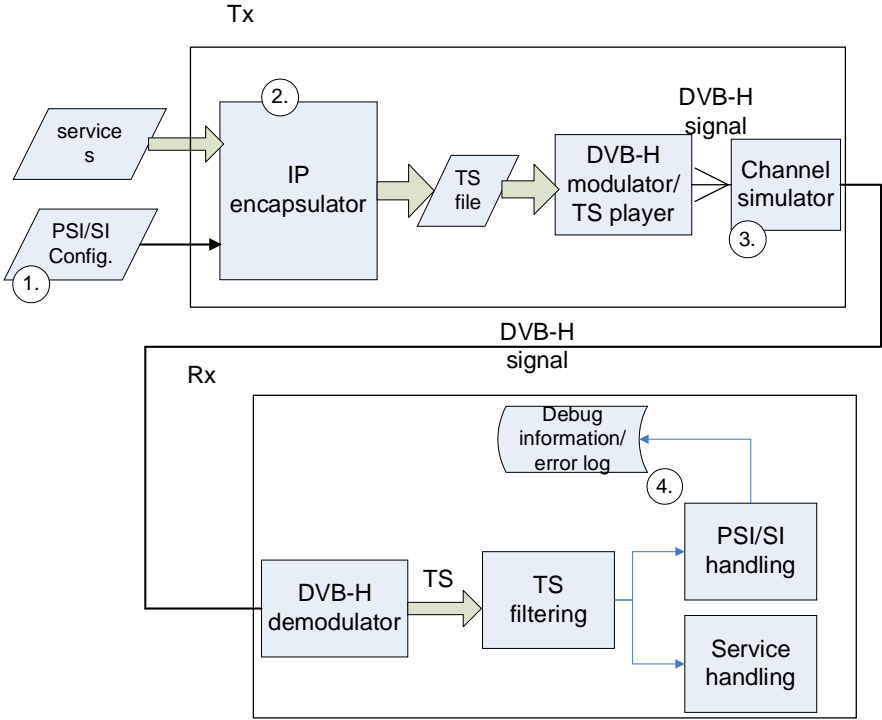 Tx
2.
service
s
IP
encapsulator
PSI/SI
Config.
1.
TS
file
DVB-H
modulator/
TS player
DVB-H
signal
Channel
simulator
3.
DVB-H
signal
Rx
Debug
information/
error log
4.
PSI/SI
handling
DVB-H
demodulator
TS
TS
filtering
Service
handling